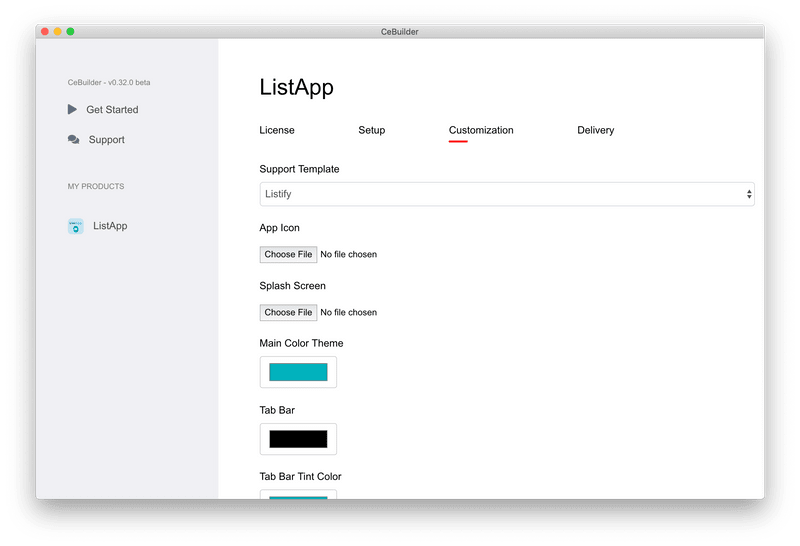 CeBuilder
CeBuilder - v0.32.0 beta
Get Started
Support
MY PRODUCTS
ListApp
ListApp
License Setup Customization Delivery
Support Template
Listify
App Icon
Choose File No file chosen
Splash Screen
Choose File No file chosen
Main Color Theme
Tab Bar
Tab Bar Tint Color